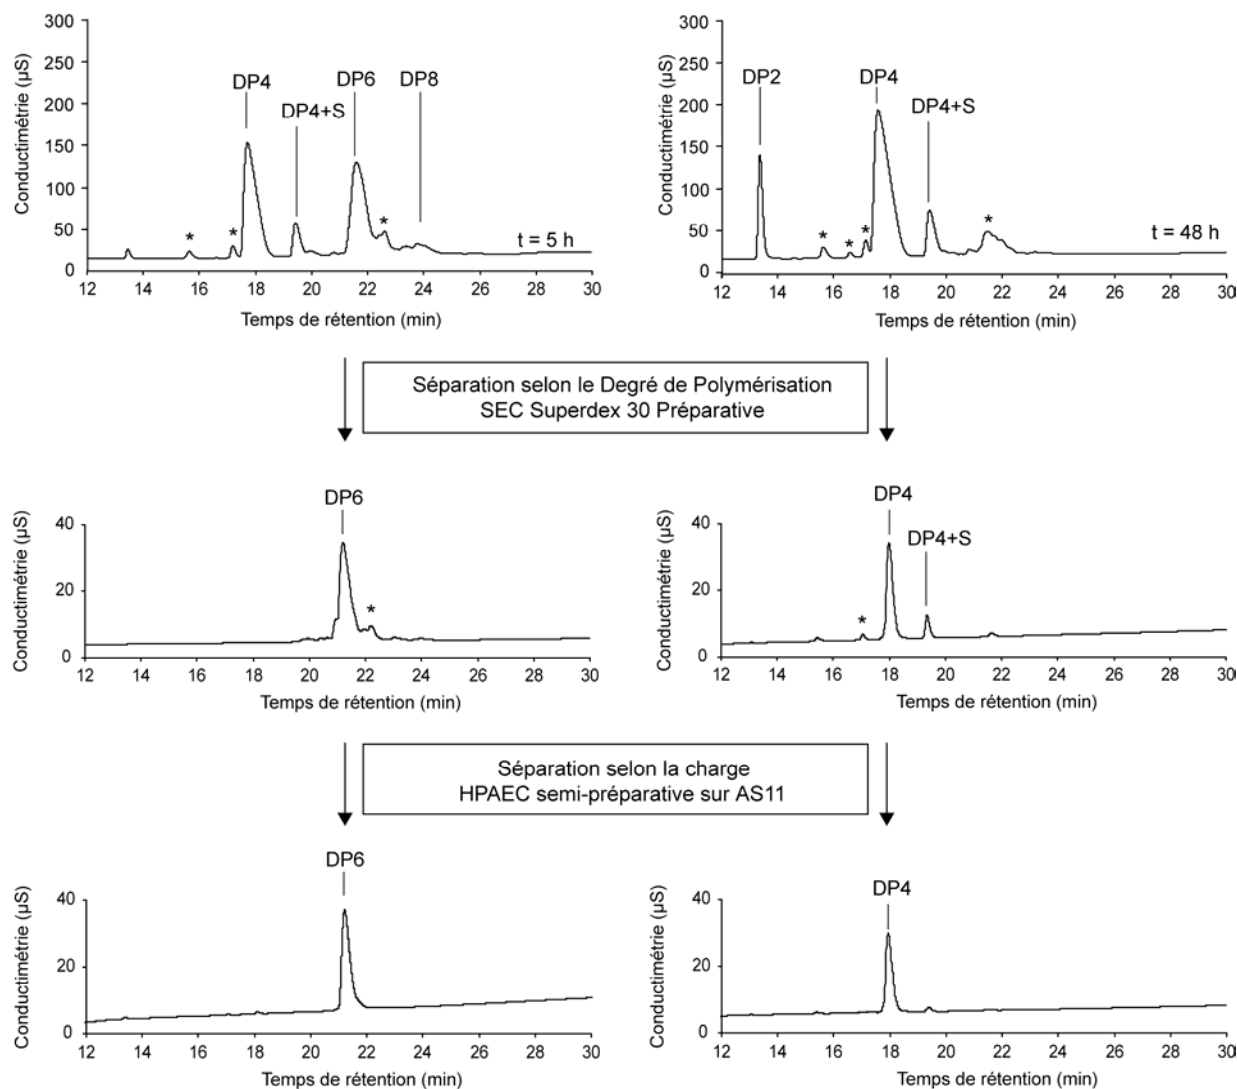 300
250
200
150
100
50
0
Conductimétrie (µS)
DP4
DP4+S
DP6
DP8
*
*
*
t = 5 h
12 14 16 18 20 22 24 26 28 30
Temps de rétention (min)
300
250
200
150
100
50
0
Conductimétrie (µS)
DP2
DP4
DP4+S
*
*
*
*
t = 48 h
12 14 16 18 20 22 24 26 28 30
Temps de rétention (min)
Séparation selon le Degré de Polymérisation
SEC Superdex 30 Préparative
40
20
0
Conductimétrie (µS)
DP6
*
12 14 16 18 20 22 24 26 28 30
Temps de rétention (min)
40
20
0
Conductimétrie (µS)
DP4
DP4+S
*
12 14 16 18 20 22 24 26 28 30
Temps de rétention (min)
Séparation selon la charge
HPAEC semi-préparative sur AS11
40
20
0
Conductimétrie (µS)
DP6
12 14 16 18 20 22 24 26 28 30
Temps de rétention (min)
40
20
0
Conductimétrie (µS)
DP4
12 14 16 18 20 22 24 26 28 30
Temps de rétention (min)